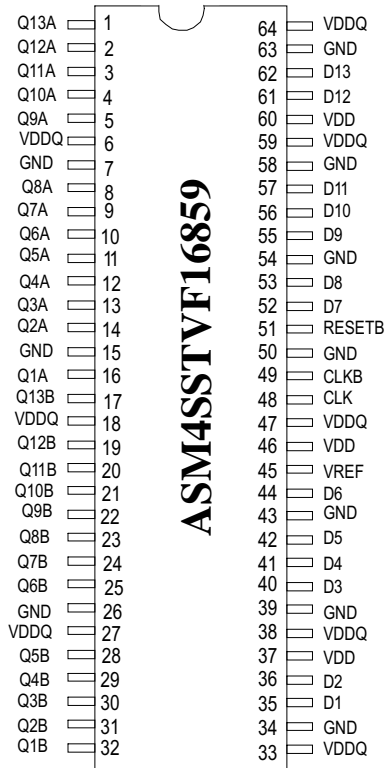 Q13A 1 64 VDDQ
Q12A 2 63 GND
Q11A 3 62 D13
Q10A 4 61 D12
Q9A 5 60 VDD
VDDQ 6 59 VDDQ
GND 7 58 GND
Q8A 8 57 D11
Q7A 9 56 D10
Q6A 10 55 D9
Q5A 11 54 GND
Q4A 12 53 D8
Q3A 13 52 D7
Q2A 14 51 RESETB
GND 15 50 GND
Q1A 16 49 CLKB
Q13B 17 48 CLK
VDDQ 18 47 VDDQ
Q12B 19 46 VDD
Q11B 20 45 VREF
Q10B 21 44 D6
Q9B 22 43 GND
Q8B 23 42 D5
Q7B 24 41 D4
Q6B 25 40 D3
GND 26 39 GND
VDDQ 27 38 VDDQ
Q5B 28 37 VDD
Q4B 29 36 D2
Q3B 30 35 D1
Q2B 31 34 GND
Q1B 32 33 VDDQ
ASM4SSTVF16859